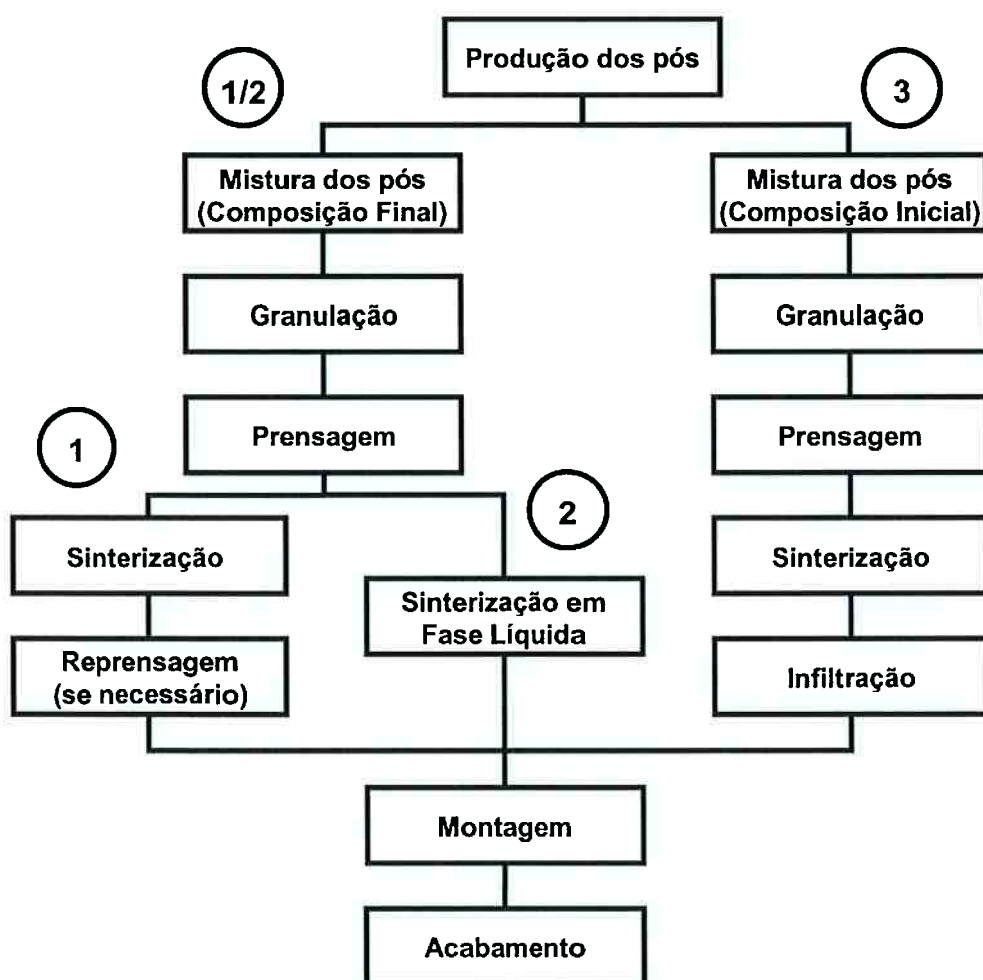 Produção dos pós
1/2
3
Mistura dos pós
(Composição Final)
Mistura dos pós
(Composição Inicial)
Granulação
Granulação
Prensagem
Prensagem
1
2
Sinterização
Sinterização em
Fase Líquida
Sinterização
Reprensagem
(se necessário)
Infiltração
Montagem
Acabamento